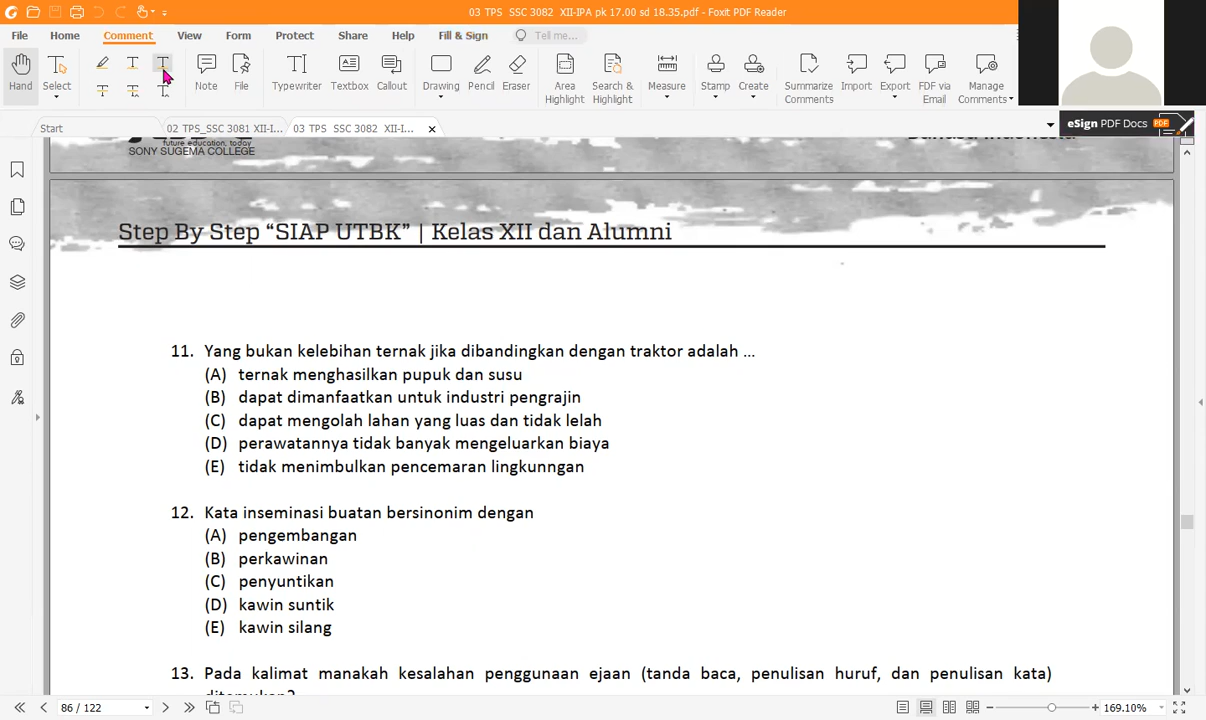 03 TPS SSC 3082 XII-IPA pk 17.00 sd 18.35.pdf - Foxit PDF Reader
File Home Comment View Form Protect Share Help Fill & Sign Tell me...
Hand Select Note File Typewriter Textbox Callout Drawing Pencil Eraser Area Highlight Search & Highlight Measure Stamp Create Summarize Comments Import Export PDF via Email Manage Comments
Start 02 TPS_SSC 3081 XII-I... 03 TPS SSC 3082 XII-I... eSign PDF Docs PDF
future education, today
SONY SUGEMA COLLEGE
Step By Step “SIAP UTBK” | Kelas XII dan Alumni
11. Yang bukan kelebihan ternak jika dibandingkan dengan traktor adalah ...
(A) ternak menghasilkan pupuk dan susu
(B) dapat dimanfaatkan untuk industri pengrajin
(C) dapat mengolah lahan yang luas dan tidak lelah
(D) perawatannya tidak banyak mengeluarkan biaya
(E) tidak menimbulkan pencemaran lingkunngan
12. Kata inseminasi buatan bersinonim dengan
(A) pengembangan
(B) perkawinan
(C) penyuntikan
(D) kawin suntik
(E) kawin silang
13. Pada kalimat manakah kesalahan penggunaan ejaan (tanda baca, penulisan huruf, dan penulisan kata)
86 / 122 169.10%